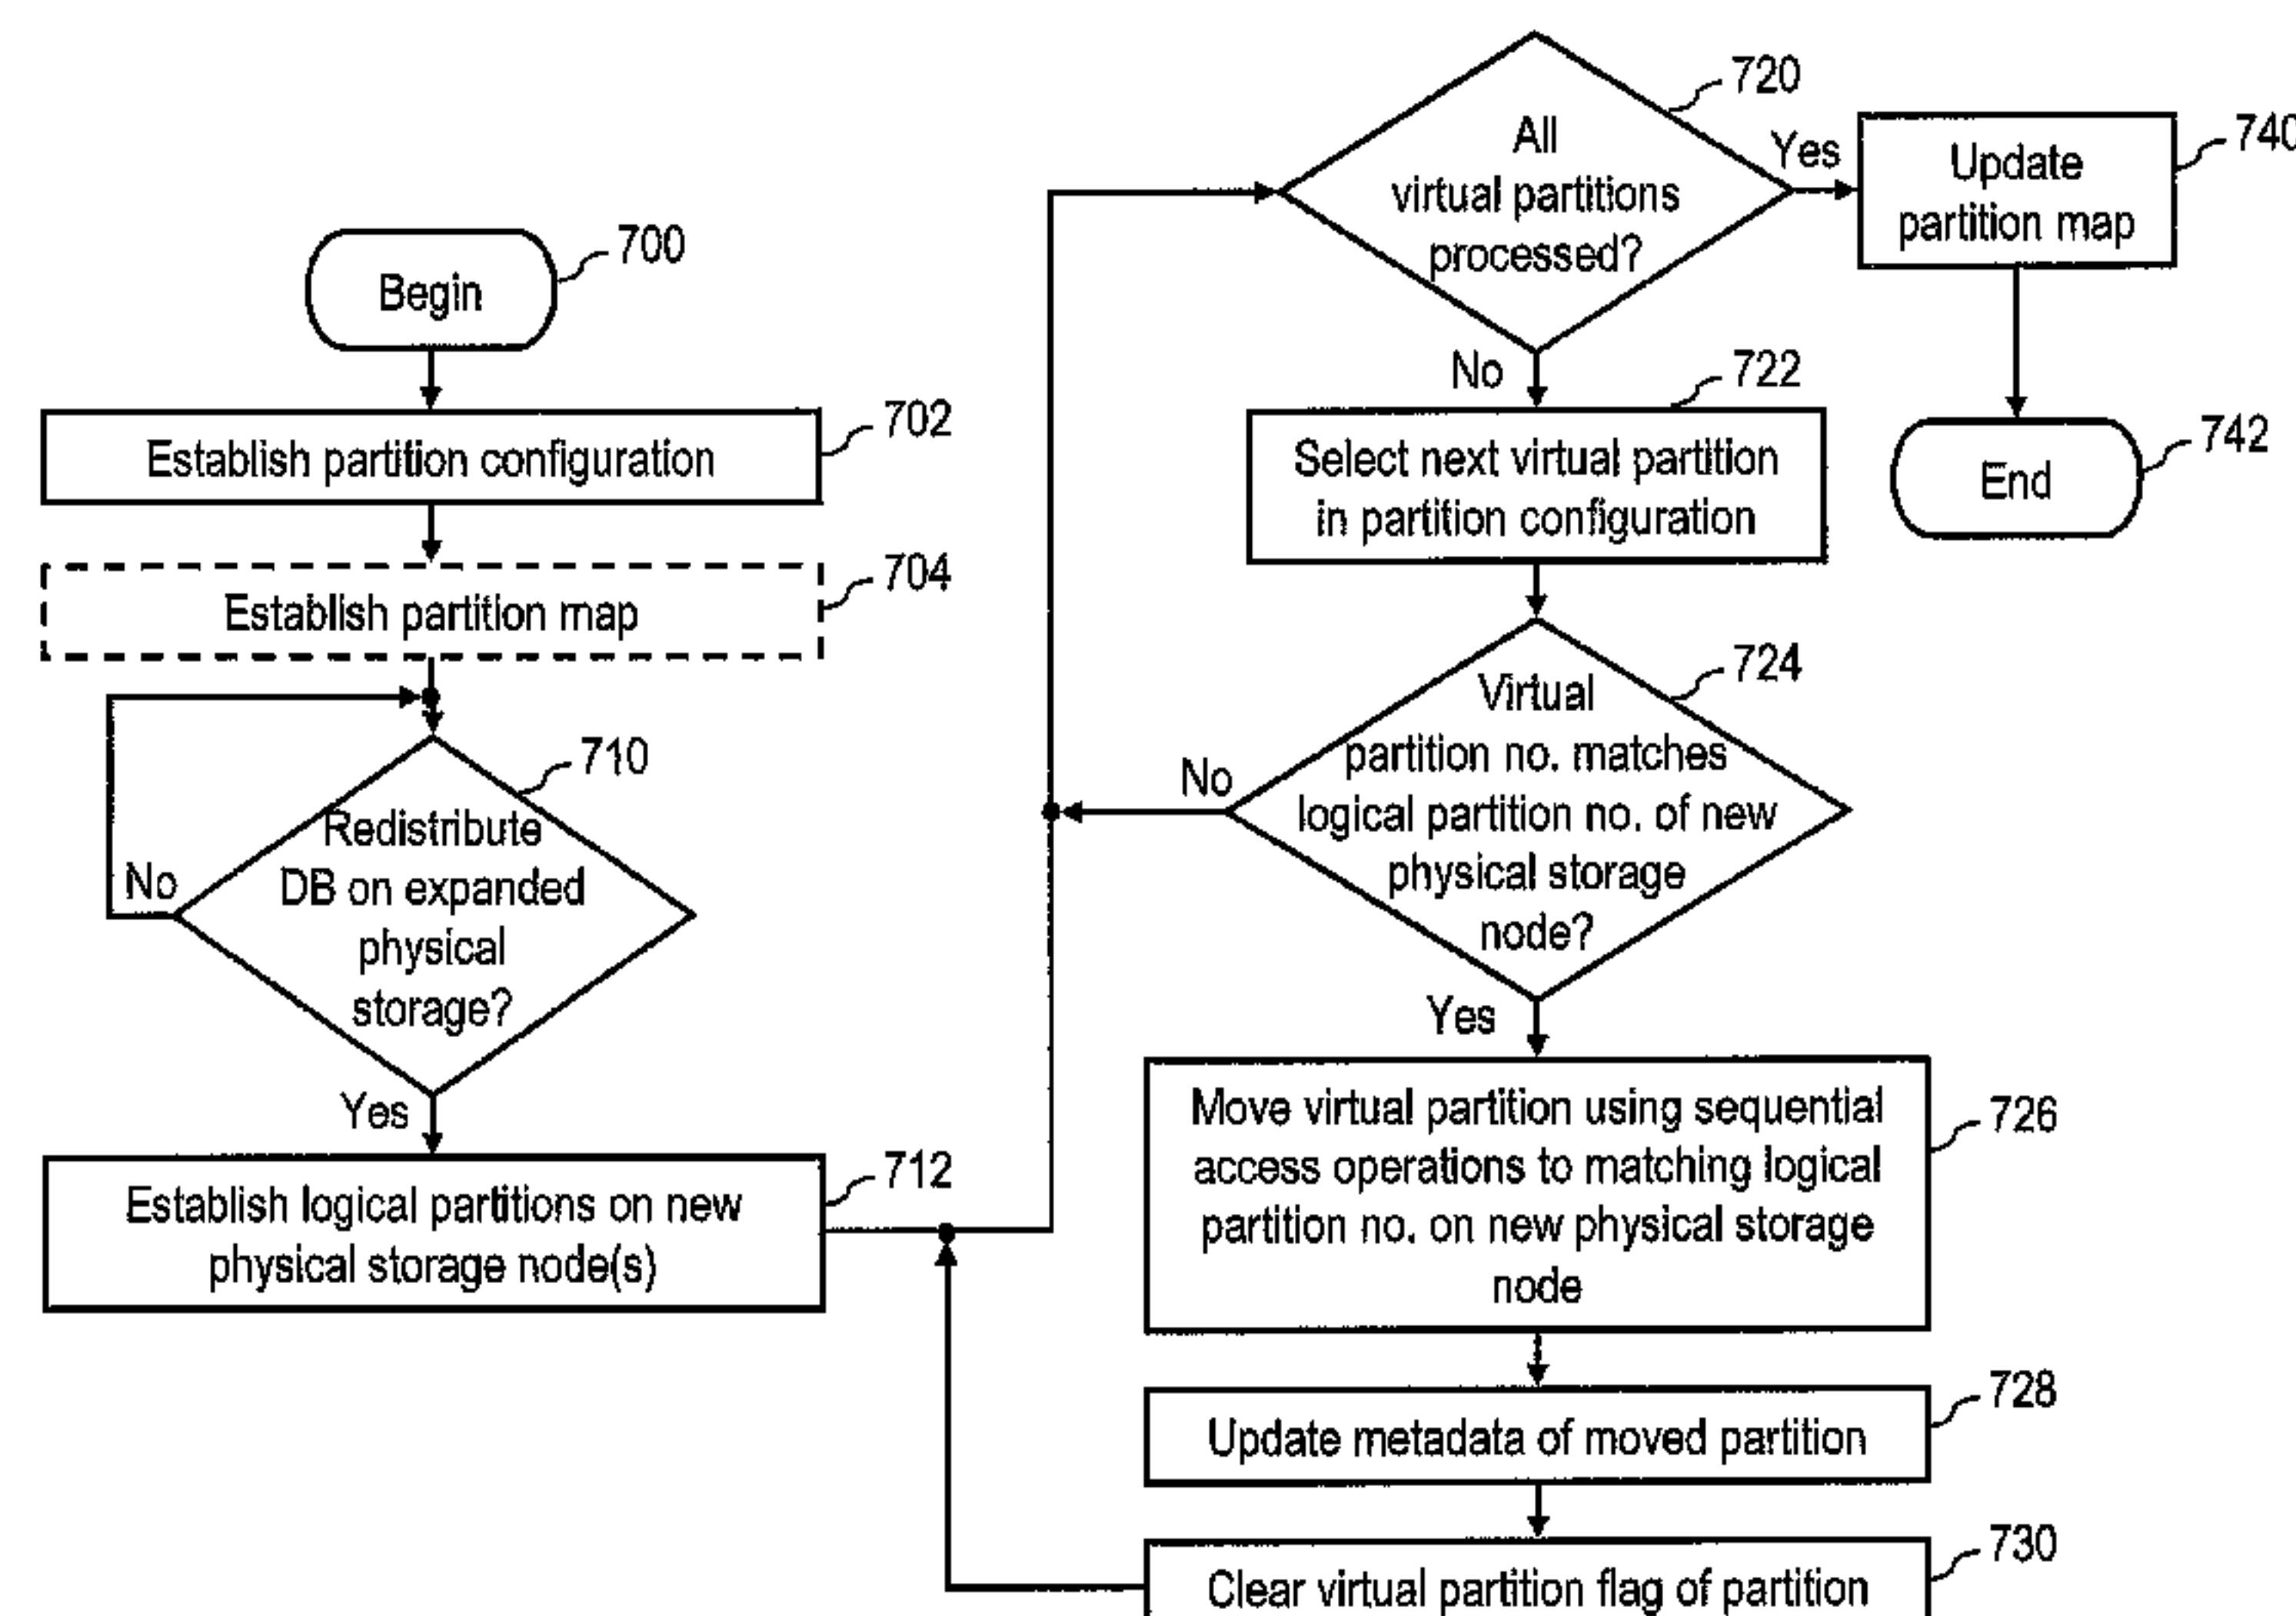 700
Begin
702
Establish partition configuration
704
Establish partition map
710
Redistribute
DB on expanded
physical
storage?
No
Yes
712
Establish logical partitions on new
physical storage node(s)
720
All
virtual partitions
processed?
Yes
No
740
Update
partition map
742
End
722
Select next virtual partition
in partition configuration
724
Virtual
partition no. matches
logical partition no. of new
physical storage
node?
No
Yes
726
Move virtual partition using sequential
access operations to matching logical
partition no. on new physical storage
node
728
Update metadata of moved partition
730
Clear virtual partition flag of partition